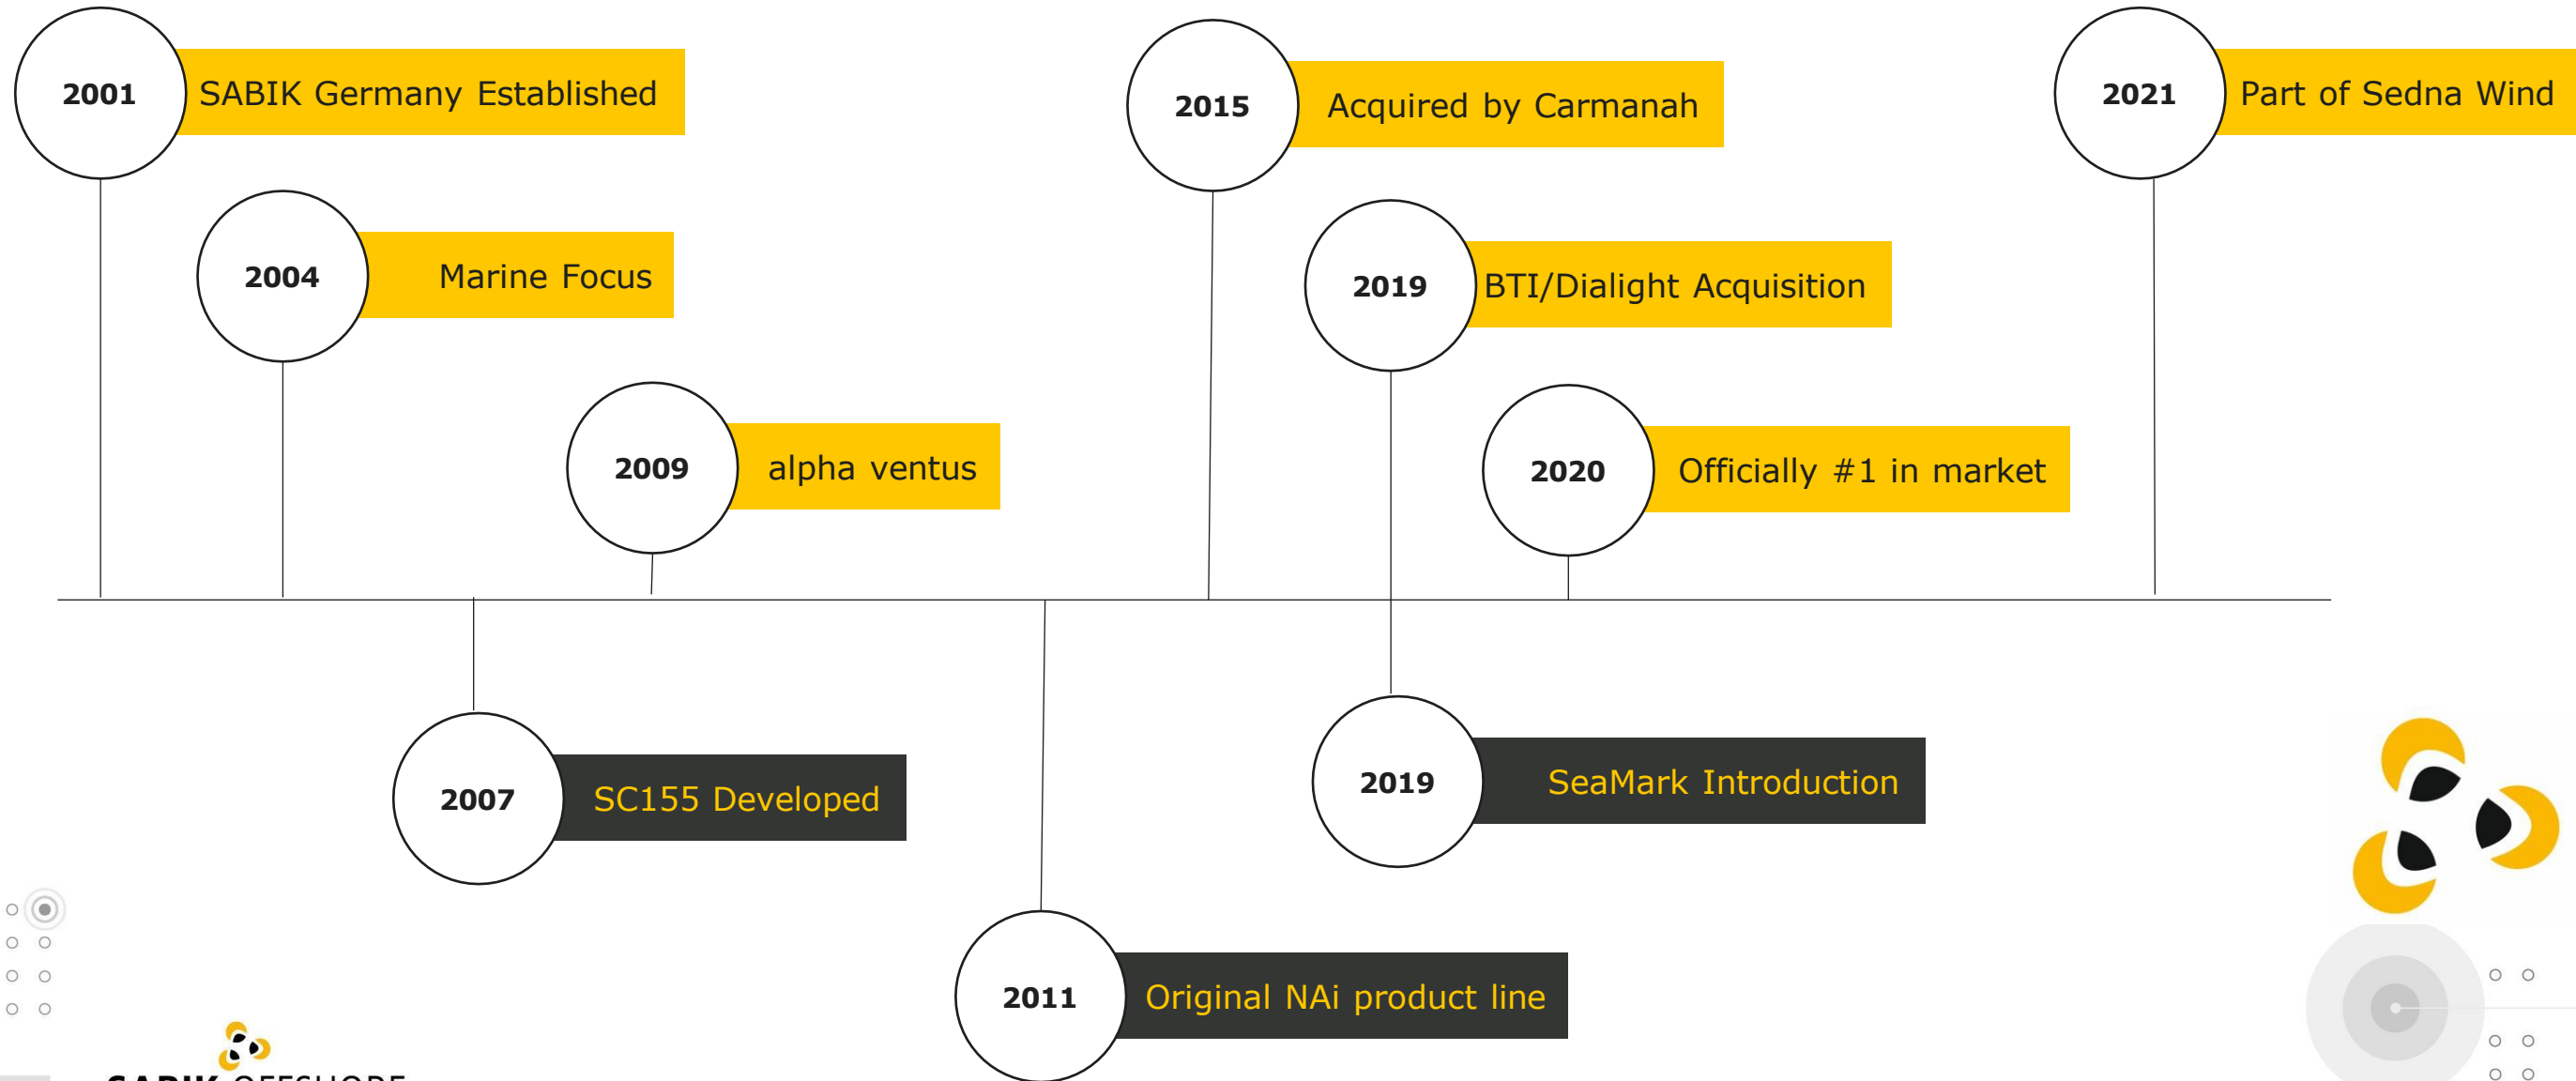 2001
SABIK Germany Established
2004
Marine Focus
2009
alpha ventus
2015
Acquired by Carmanah
2019
BTI/Dialight Acquisition
2020
Officially #1 in market
2021
Part of Sedna Wind
2007
SC155 Developed
2011
Original NAi product line
2019
SeaMark Introduction
SABIK OFFSHORE